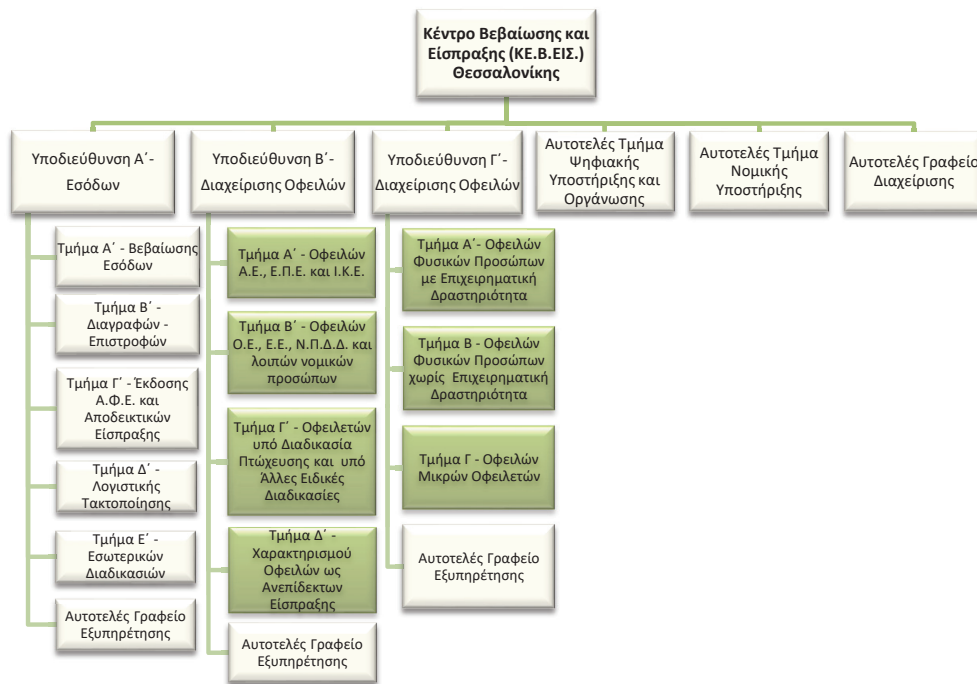 Κέντρο Βεβαίωσης και
Είσπραξης (ΚΕ.Β.ΕΙΣ.)
Θεσσαλονίκης
Υποδιεύθυνση Α΄-
Εσόδων
Τμήμα Α΄ - Βεβαίωσης
Εσόδων
Τμήμα Β΄ -
Διαγραφών -
Επιστροφών
Τμήμα Γ΄ - Έκδοσης
Α.Φ.Ε. και
Αποδεικτικών
Είσπραξης
Τμήμα Δ΄ -
Λογιστικής
Τακτοποίησης
Τμήμα Ε΄ -
Εσωτερικών
Διαδικασιών
Αυτοτελές Γραφείο
Εξυπηρέτησης
Υποδιεύθυνση Β΄-
Διαχείρισης Οφειλών
Τμήμα Α΄ - Οφειλών
Α.Ε., Ε.Π.Ε. και Ι.Κ.Ε.
Τμήμα Β΄ - Οφειλών
Ο.Ε., Ε.Ε., Ν.Π.Δ.Δ. και
λοιπών νομικών
προσώπων
Τμήμα Γ΄ - Οφειλετών
υπό Διαδικασία
Πτώχευσης και υπό
Άλλες Ειδικές
Διαδικασίες
Τμήμα Δ΄ -
Χαρακτηρισμού
Οφειλών ως
Ανεπίδεκτων
Είσπραξης
Αυτοτελές Γραφείο
Εξυπηρέτησης
Υποδιεύθυνση Γ΄-
Διαχείρισης Οφειλών
Τμήμα Α΄- Οφειλών
Φυσικών Προσώπων
με Επιχειρηματική
Δραστηριότητα
Τμήμα Β - Οφειλών
Φυσικών Προσώπων
χωρίς Επιχειρηματική
Δραστηριότητα
Τμήμα Γ - Οφειλών
Μικρών Οφειλετών
Αυτοτελές Γραφείο
Εξυπηρέτησης
Αυτοτελές Τμήμα
Ψηφιακής
Υποστήριξης και
Οργάνωσης
Αυτοτελές Τμήμα
Νομικής
Υποστήριξης
Αυτοτελές Γραφείο
Διαχείρισης